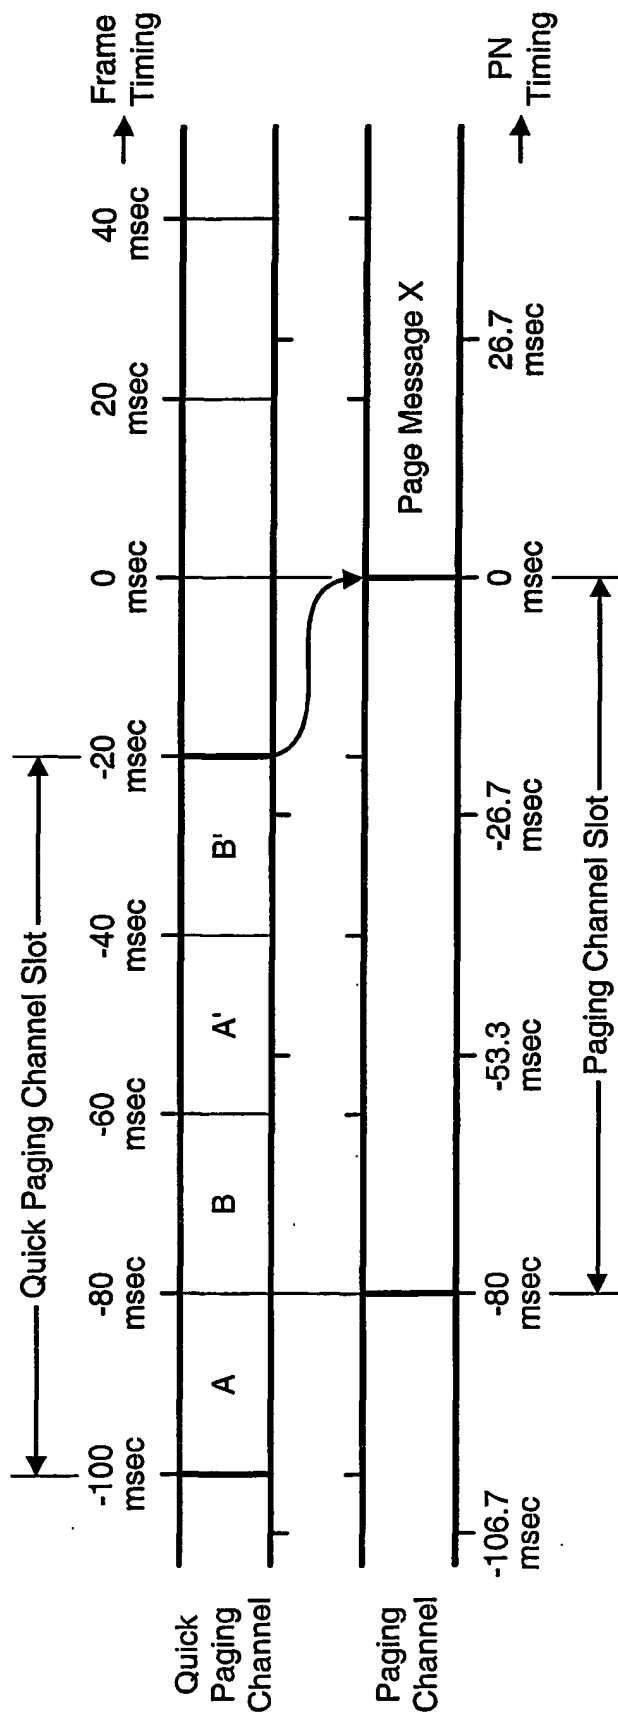 Quick Paging Channel Slot
Frame
Timing
-100
msec
-80
msec
-60
msec
-40
msec
-20
msec
0
msec
20
msec
40
msec
Quick
Paging
Channel
A
B
A'
B'
Paging
Channel
Page Message X
-106.7
msec
-80
msec
-53.3
msec
-26.7
msec
0
msec
26.7
msec
PN
Timing
Paging Channel Slot